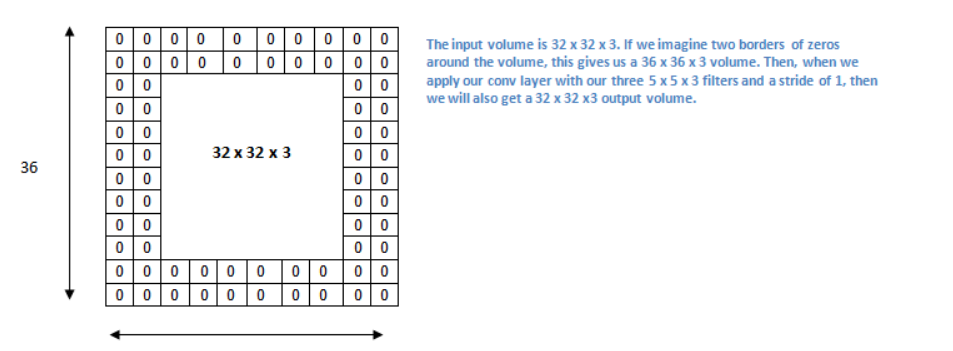 0 0 0 0 0 0 0 0 0 0
The input volume is 32 x 32 x 3. If we imagine two borders of zeros
0 0 0 0 0 0 0 0 0 0
around the volume, this gives us a 36 x 36 x 3 volume. Then, when we
0 0 0 0
apply our conv layer with our three 5 x 5 x 3 filters and a stride of 1, then
0 0 0 0
we will also get a 32 x 32 x3 output volume.
0 0 0 0
0 0 32 x 32 x 3 0 0
36
0 0 0 0
0 0 0 0
0 0 0 0
0 0 0 0
0 0 0 0 0 0 0 0 0 0
0 0 0 0 0 0 0 0 0 0